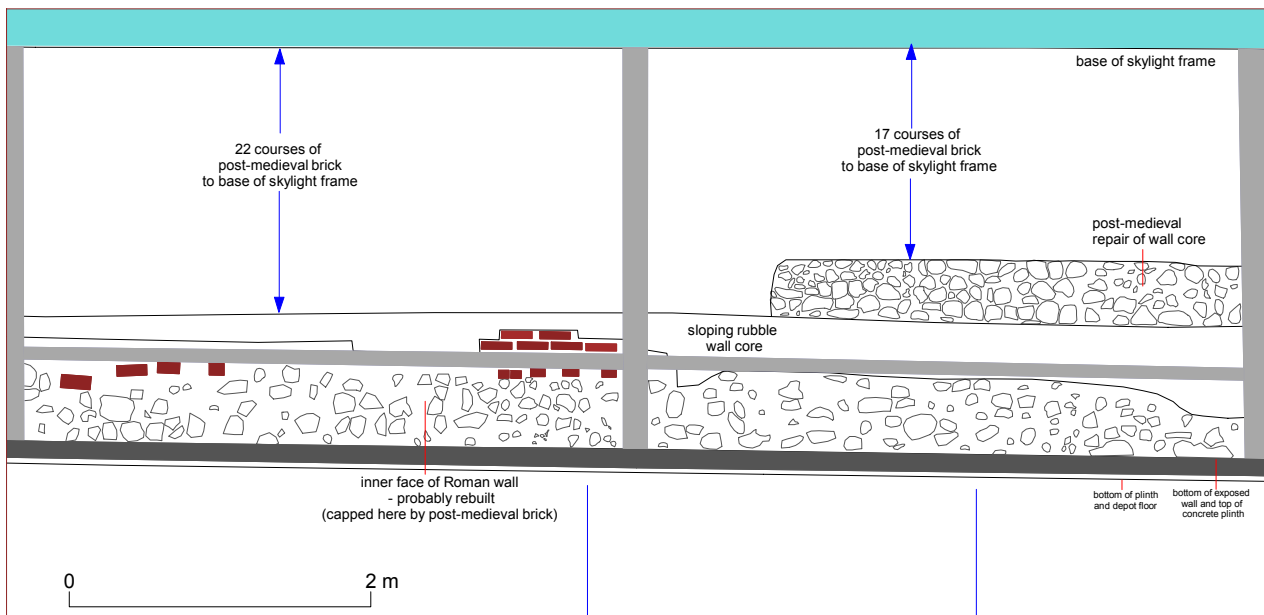 base of skylight frame
22 courses of
post-medieval brick
to base of skylight frame
17 courses of
post-medieval brick
to base of skylight frame
post-medieval
repair of wall core
sloping rubble
wall core
inner face of Roman wall
- probably rebuilt
(capped here by post-medieval brick)
bottom of plinth
and depot floor
bottom of exposed
wall and top of
concrete plinth
0
2 m